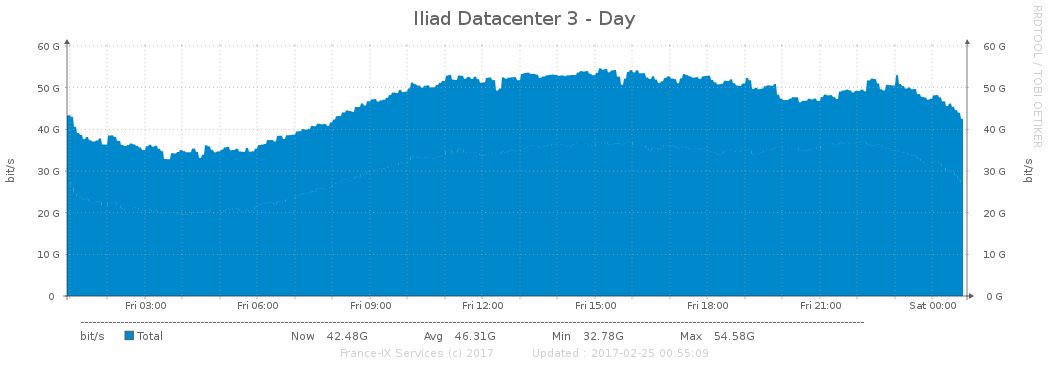 Iliad Datacenter 3 - Day
RRDTOOL / TOBI OETIKER
60 G 60 G
50 G 50 G
40 G 40 G
30 G 30 G
20 G 20 G
10 G 10 G
0 0 G
bit/s bit/s
Fri 03:00 Fri 06:00 Fri 09:00 Fri 12:00 Fri 15:00 Fri 18:00 Fri 21:00 Sat 00:00
bit/s Total Now 42.48G Avg 46.31G Min 32.78G Max 54.58G
France-IX Services (c) 2017 Updated : 2017-02-25 00:55:09